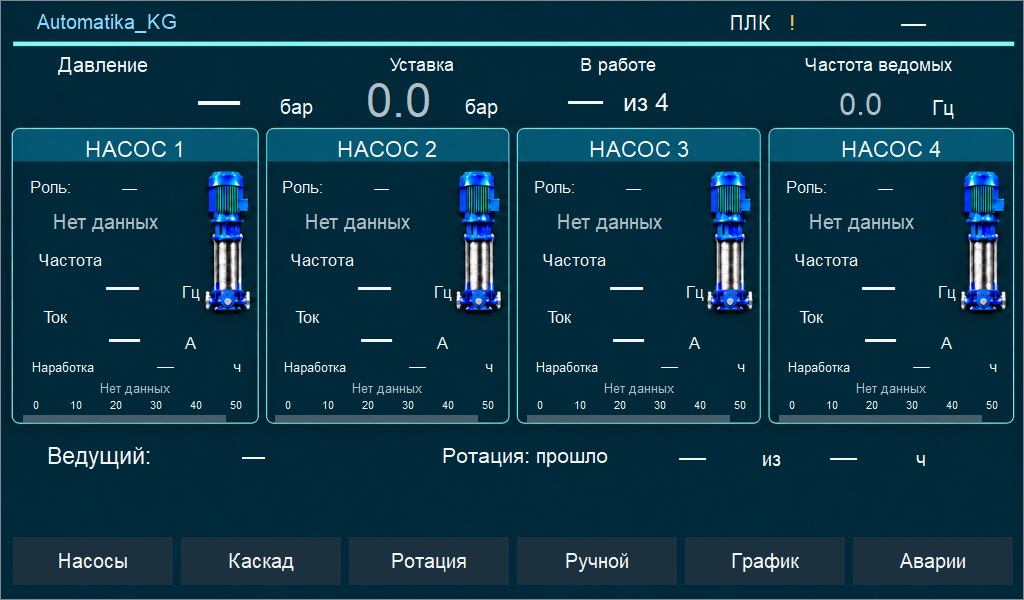 Automatika_KG ПЛК ! —
Давление Уставка В работе Частота ведомых
— бар 0.0 бар — из 4 0.0 Гц
НАСОС 1 НАСОС 2 НАСОС 3 НАСОС 4
Роль: — Роль: — Роль: — Роль: —
Нет данных Нет данных Нет данных Нет данных
Частота Частота Частота Частота
— Гц — Гц — Гц — Гц
Ток Ток Ток Ток
— А — А — А — А
Наработка — ч Наработка — ч Наработка — ч Наработка — ч
Нет данных Нет данных Нет данных Нет данных
0 10 20 30 40 50 0 10 20 30 40 50 0 10 20 30 40 50 0 10 20 30 40 50
Ведущий: — Ротация: прошло — из — ч
Насосы Каскад Ротация Ручной График Аварии